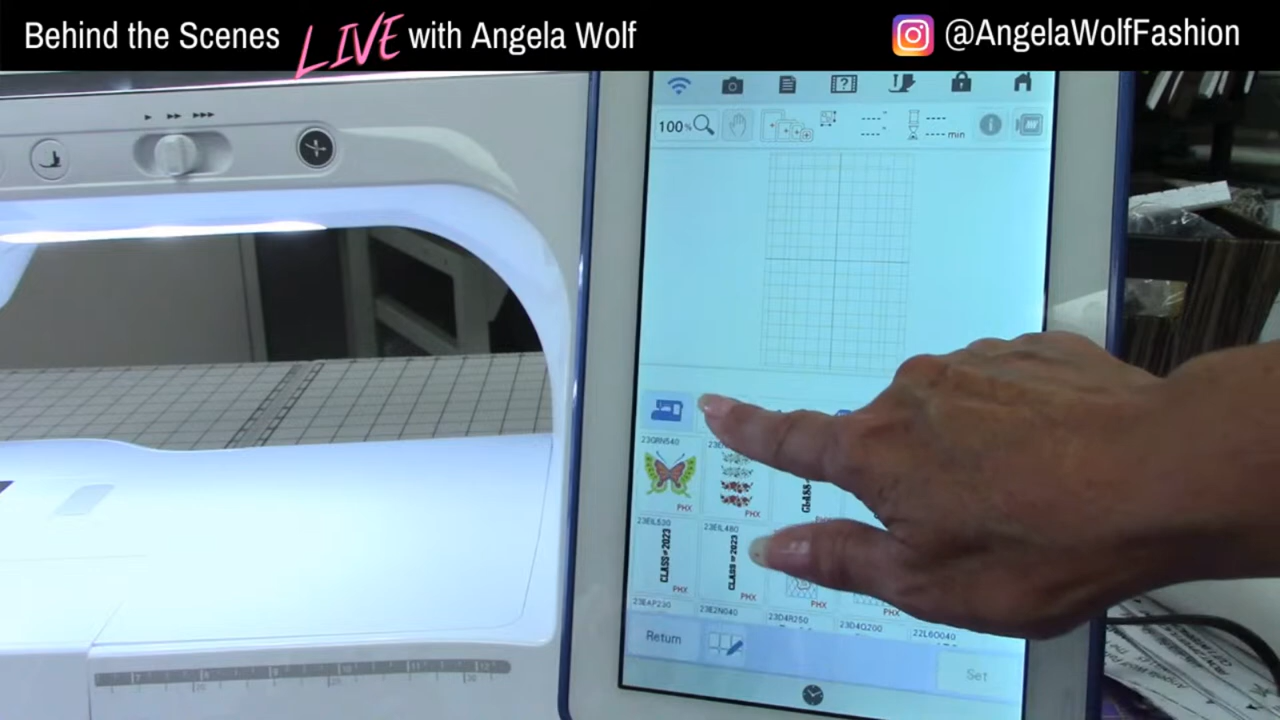 Behind the Scenes LIVE with Angela Wolf
@AngelaWolfFashion
100%
min
23GRN540
PHX
PHX
23EIL530
23EIL480
CLASS OF 2023
CLASS OF 2023
PHX
PHX
PHX
23EAP230
23E2N040
23D4R250
23D4Q200
22L6O040
Return
Set